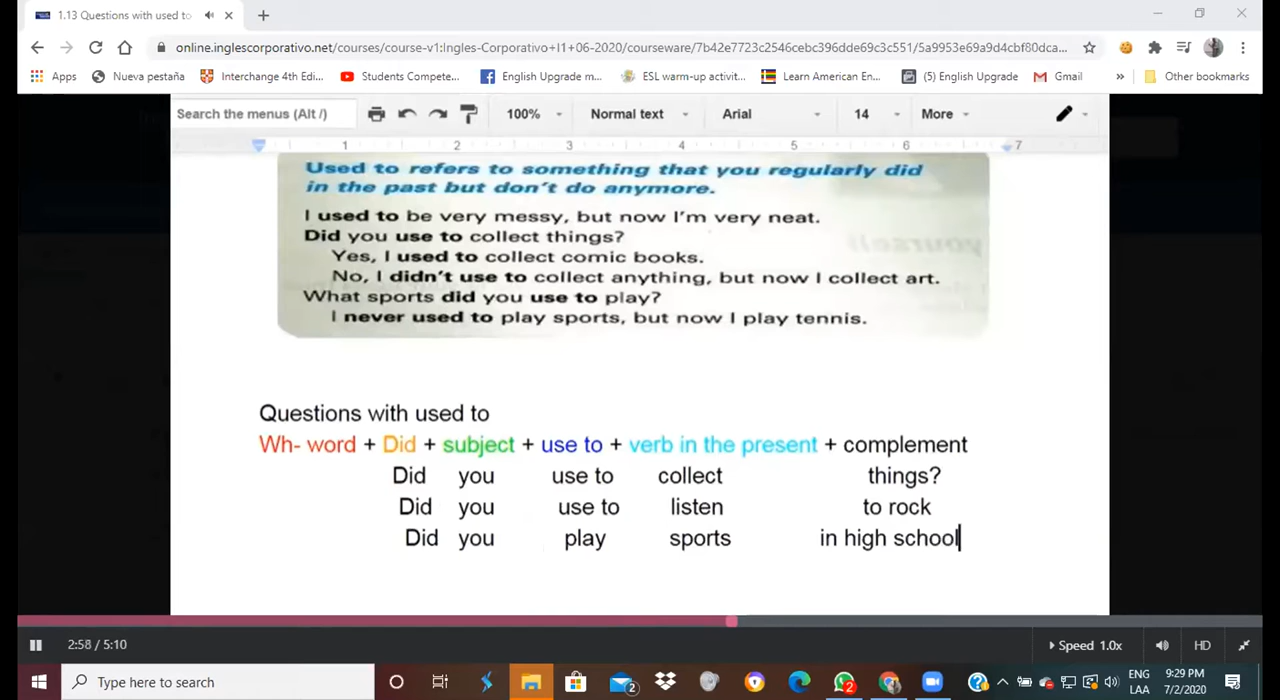 1.13 Questions with used to
online.inglescorporativo.net/courses/course-v1:Ingles-Corporativo+I1+06-2020/courseware/7b42e7723c2546cebc396dde69c3c551/5a9953e69a9d4cbf80dca...
Apps Nueva pestaña Interchange 4th Edi... Students Compete... English Upgrade m... ESL warm-up activit... Learn American En... (5) English Upgrade Gmail » Other bookmarks
Search the menus (Alt /) 100% Normal text Arial 14 More
1 2 3 4 5 6 7
Used to refers to something that you regularly did
in the past but don't do anymore.
I used to be very messy, but now I'm very neat.
Did you use to collect things?
Yes, I used to collect comic books.
No, I didn't use to collect anything, but now I collect art.
What sports did you use to play?
I never used to play sports, but now I play tennis.
Questions with used to
Wh- word + Did + subject + use to + verb in the present + complement
Did you use to collect things?
Did you use to listen to rock
Did you play sports in high school
2:58 / 5:10 Speed 1.0x HD
Type here to search 2 2 ENG 9:29 PM
LAA 7/2/2020